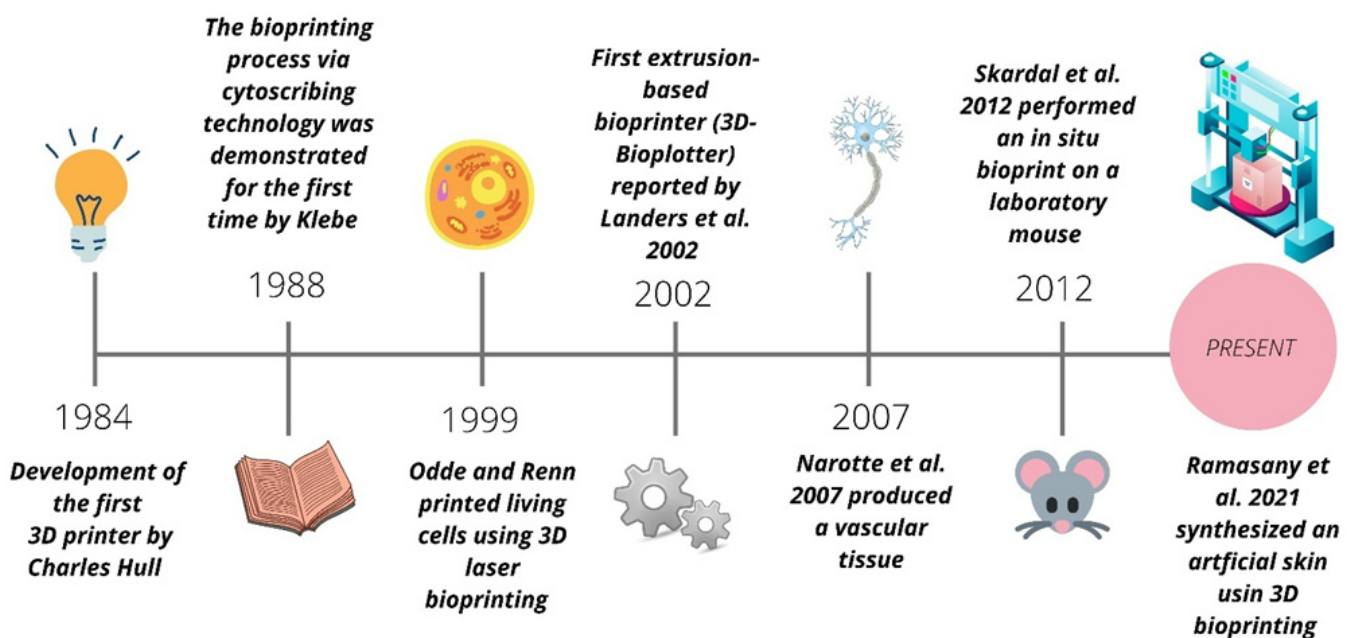 The bioprinting
process via
cytoscribing
technology was
demonstrated
for the first
time by Klebe
1988
First extrusion-
based
bioprinter (3D-
Bioplotter)
reported by
Landers et al.
2002
2002
Skardal et al.
2012 performed
an in situ
bioprint on a
laboratory
mouse
2012
PRESENT
1984
Development of
the first
3D printer by
Charles Hull
1999
Odde and Renn
printed living
cells using 3D
laser
bioprinting
2007
Narotte et al.
2007 produced
a vascular
tissue
Ramasany et
al. 2021
synthesized an
artficial skin
usin 3D
bioprinting